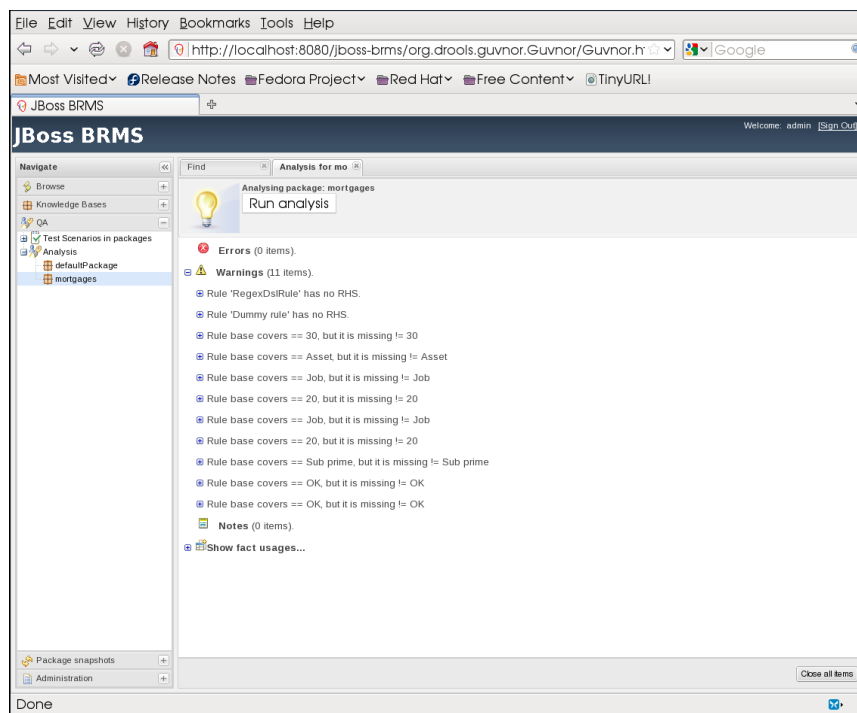 File Edit View History Bookmarks Tools Help
http://localhost:8080/jboss-brms/org.drools.guvnor.Guvnor/Guvnor.h Google
Most Visited Release Notes Fedora Project Red Hat Free Content TinyURL!
JBoss BRMS
JBoss BRMS
Welcome: admin [Sign Out]
Navigate
Browse
Knowledge Bases
QA
Test Scenarios in packages
Analysis
defaultPackage
mortgages
Package snapshots
Administration
Find Analysis for mo
Analysing package: mortgages
Run analysis
Errors (0 items).
Warnings (11 items).
Rule 'RegexDslRule' has no RHS.
Rule 'Dummy rule' has no RHS.
Rule base covers == 30, but it is missing != 30
Rule base covers == Asset, but it is missing != Asset
Rule base covers == Job, but it is missing != Job
Rule base covers == 20, but it is missing != 20
Rule base covers == Job, but it is missing != Job
Rule base covers == 20, but it is missing != 20
Rule base covers == Sub prime, but it is missing != Sub prime
Rule base covers == OK, but it is missing != OK
Rule base covers == OK, but it is missing != OK
Notes (0 items).
Show fact usages...
Close all items
Done